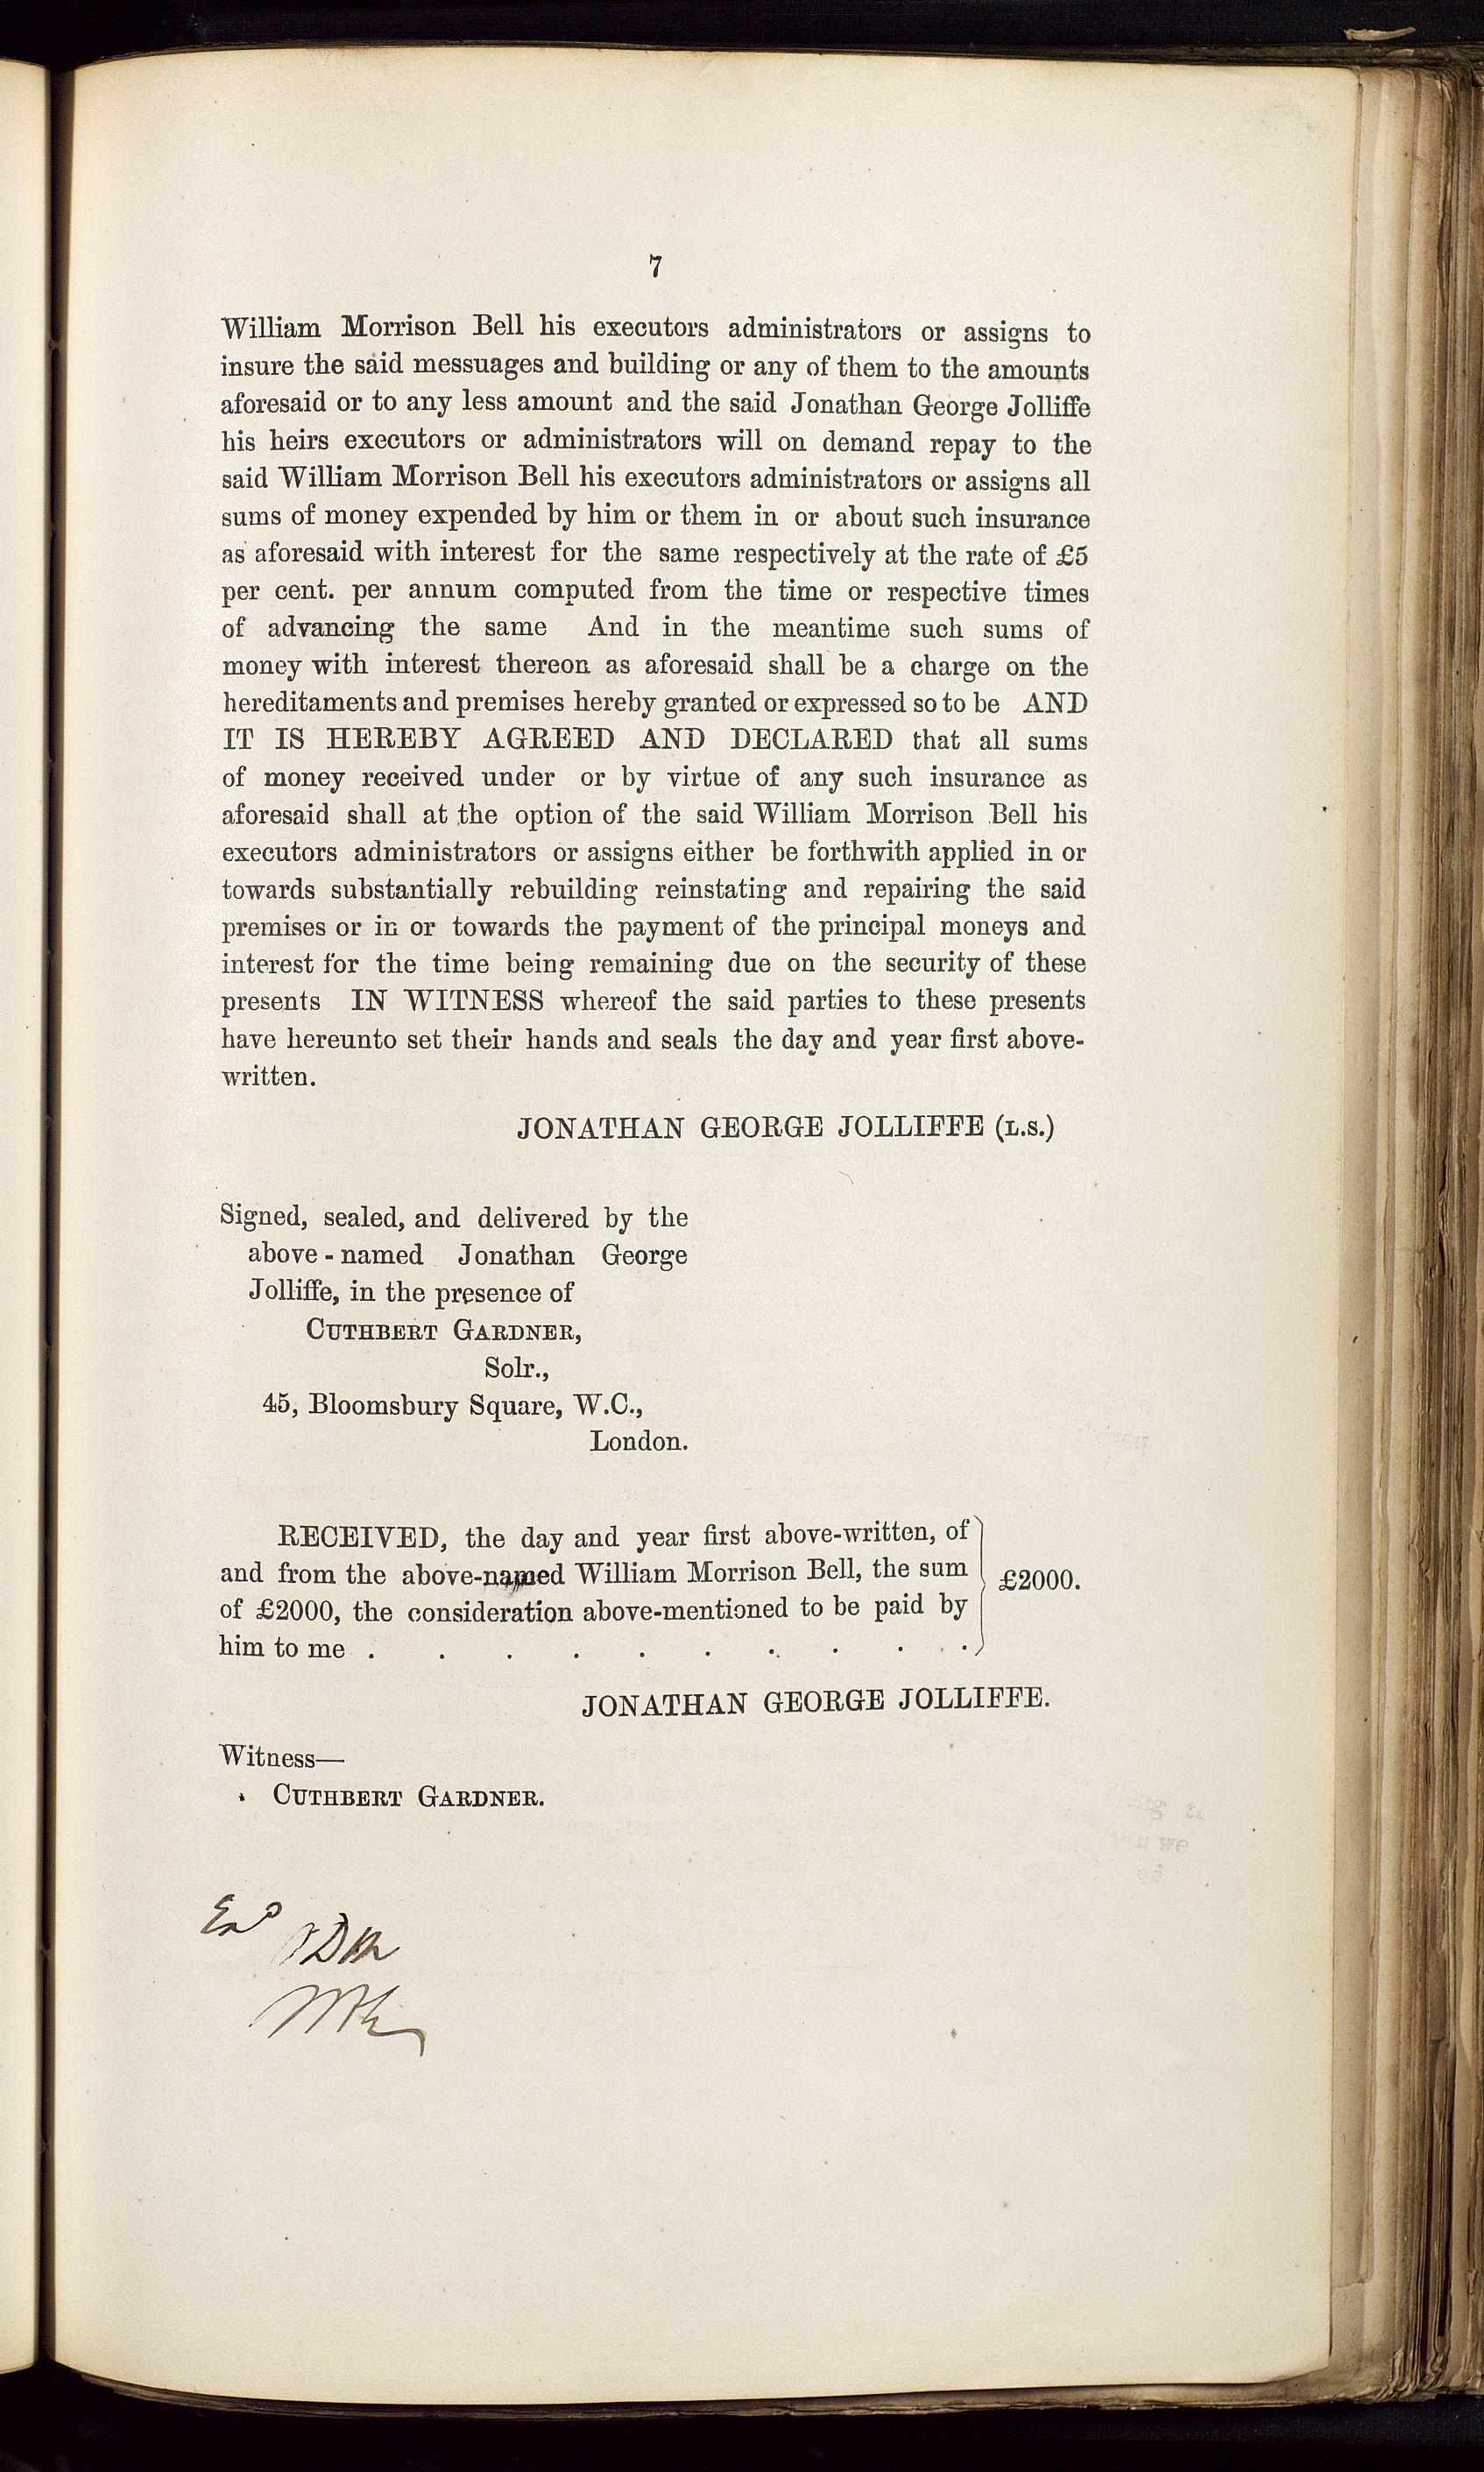 7
William Morrison Bell his executors administrators or assigns to
insure the said messuages and building or any of them to the amounts
aforesaid or to any less amount and the said Jonathan George Jolliffe
his heirs executors or administrators will on demand repay to the
said William Morrison Bell his executors administrators or assigns all
sums of money expended by him or them in or about such insurance
as aforesaid with interest for the same respectively at the rate of £5
per cent. per annum computed from the time or respective times
of advancing the same And in the meantime such sums of
money with interest thereon as aforesaid shall be a charge on the
hereditaments and premises hereby granted or expressed so to be AND
IT IS HEREBY AGREED AND DECLARED that all sums
of money received under or by virtue of any such insurance as
aforesaid shall at the option of the said William Morrison Bell his
executors administrators or assigns either be forthwith applied in or
towards substantially rebuilding reinstating and repairing the said
premises or in or towards the payment of the principal moneys and
interest for the time being remaining due on the security of these
presents IN WITNESS whereof the said parties to these presents
have hereunto set their hands and seals the day and year first above-
written.
JONATHAN GEORGE JOLLIFFE (L.S.)
Signed, sealed, and delivered by the
above-named Jonathan George
Jolliffe, in the presence of
CUTHBERT GARDNER,
Solr.,
45, Bloomsbury Square, W.C.,
London.
RECEIVED, the day and year first above-written, of
and from the above-named William Morrison Bell, the sum
of £2000, the consideration above-mentioned to be paid by
him to me . . . . . . . . . .
£2000.
JONATHAN GEORGE JOLLIFFE.
Witness—
CUTHBERT GARDNER.